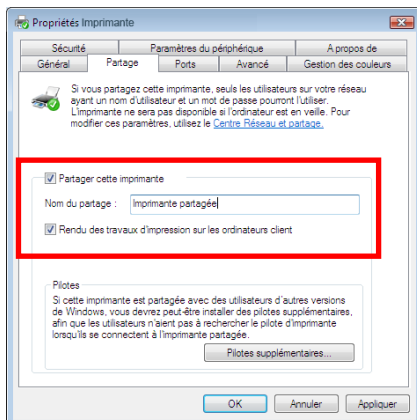 Propriétés Imprimante
Sécurité Paramètres du périphérique A propos de
Général Partage Ports Avancé Gestion des couleurs
Si vous partagez cette imprimante, seuls les utilisateurs sur votre réseau
ayant un nom d'utilisateur et un mot de passe pourront l'utiliser.
L'imprimante ne sera pas disponible si l'ordinateur est en veille. Pour
modifier ces paramètres, utilisez le Centre Réseau et partage.
Partager cette imprimante
Nom du partage : Imprimante partagée
Rendu des travaux d'impression sur les ordinateurs client
Pilotes
Si cette imprimante est partagée avec des utilisateurs d'autres versions
de Windows, vous devrez peut-être installer des pilotes supplémentaires,
afin que les utilisateurs n'aient pas à rechercher le pilote d'imprimante
lorsqu'ils se connectent à l'imprimante partagée.
Pilotes supplémentaires...
OK Annuler Appliquer